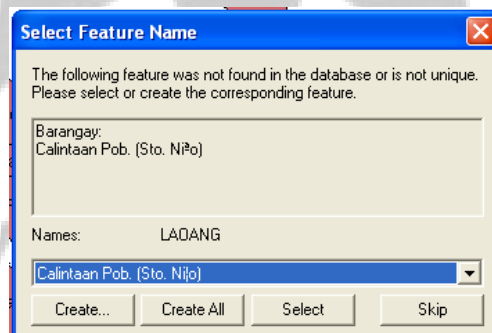 Select Feature Name
The following feature was not found in the database or is not unique.
Please select or create the corresponding feature.
Barangay:
Calintaan Pob. (Sto. Niªo)
Names: LAOANG
Calintaan Pob. (Sto. Ni¦o)
Create... Create All Select Skip